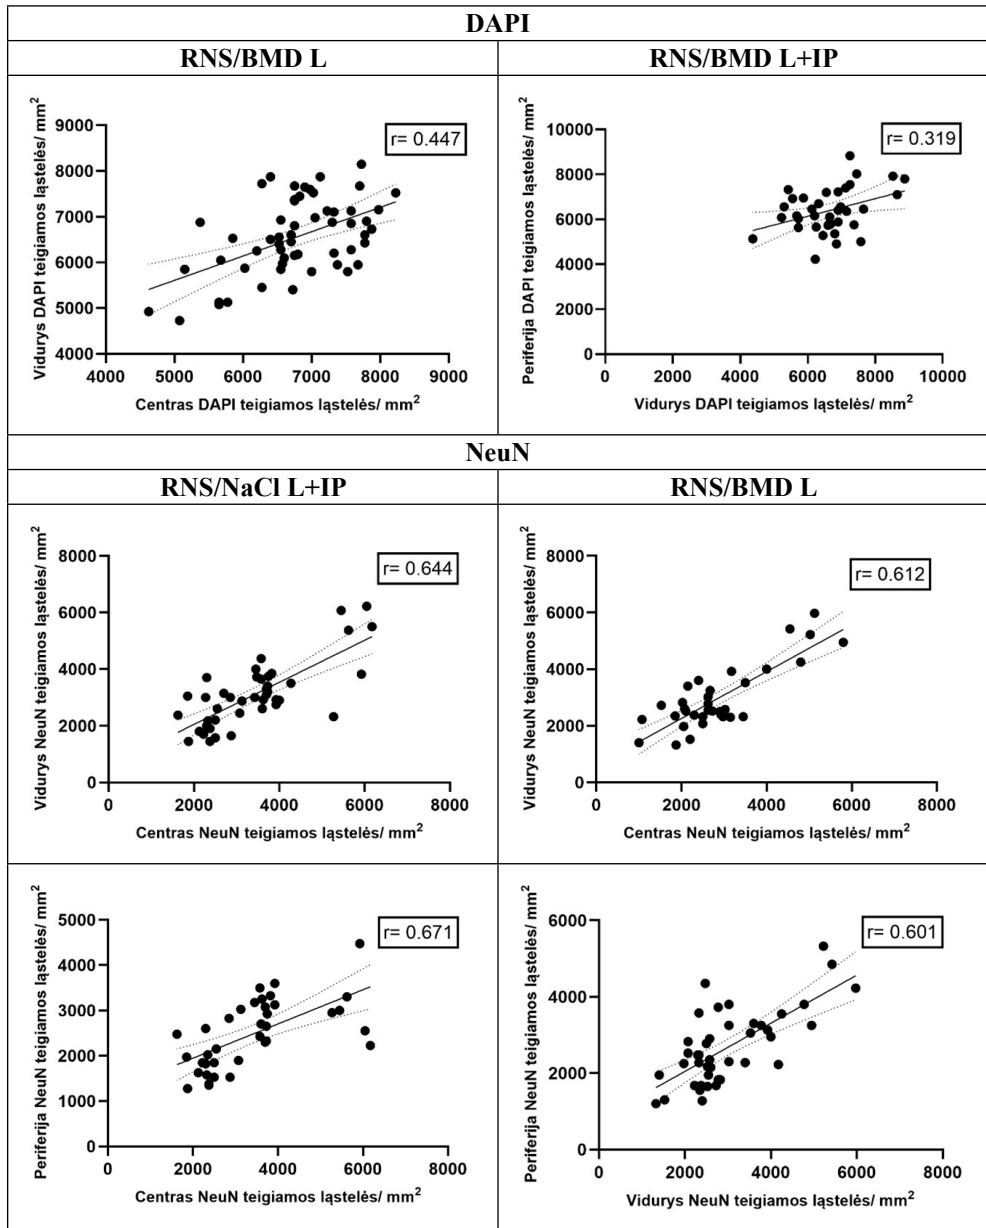 DAPI
RNS/BMD L
RNS/BMD L+IP
Vidurys DAPI teigiamos ląstelės/ mm²
9000
8000
7000
6000
5000
4000
r= 0.447
4000 5000 6000 7000 8000 9000
Centras DAPI teigiamos ląstelės/ mm²
Periferija DAPI teigiamos ląstelės/ mm²
10000
8000
6000
4000
2000
0
r= 0.319
0 2000 4000 6000 8000 10000
Vidurys DAPI teigiamos ląstelės/ mm²
NeuN
RNS/NaCl L+IP
RNS/BMD L
Vidurys NeuN teigiamos ląstelės/ mm²
8000
6000
4000
2000
0
r= 0.644
0 2000 4000 6000 8000
Centras NeuN teigiamos ląstelės/ mm²
Vidurys NeuN teigiamos ląstelės/ mm²
8000
6000
4000
2000
0
r= 0.612
0 2000 4000 6000 8000
Centras NeuN teigiamos ląstelės/ mm²
Periferija NeuN teigiamos ląstelės/ mm²
5000
4000
3000
2000
1000
0
r= 0.671
0 2000 4000 6000 8000
Centras NeuN teigiamos ląstelės/ mm²
Periferija NeuN teigiamos ląstelės/ mm²
6000
4000
2000
0
r= 0.601
0 2000 4000 6000 8000
Vidurys NeuN teigiamos ląstelės/ mm²